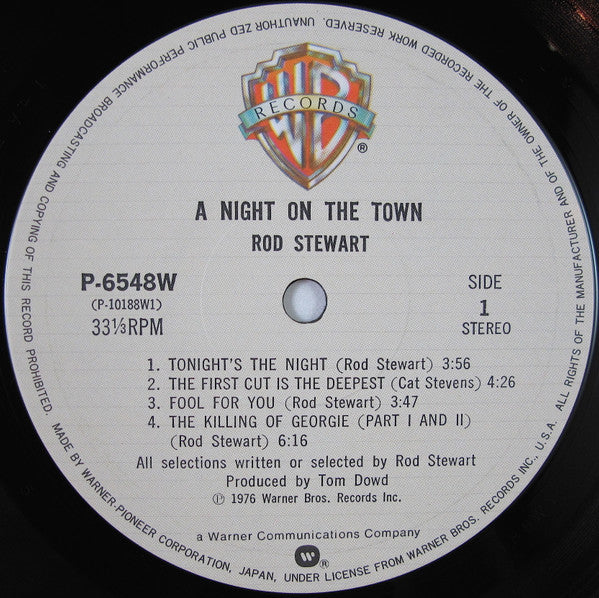 WB
RECORDS
®
A NIGHT ON THE TOWN
ROD STEWART
P-6548W
(P-10188W1)
33⅓RPM
SIDE
1
STEREO
1. TONIGHT'S THE NIGHT (Rod Stewart) 3:56
2. THE FIRST CUT IS THE DEEPEST (Cat Stevens) 4:26
3. FOOL FOR YOU (Rod Stewart) 3:47
4. THE KILLING OF GEORGIE (PART I AND II)
(Rod Stewart) 6:16
All selections written or selected by Rod Stewart
Produced by Tom Dowd
Ⓟ 1976 Warner Bros. Records Inc.
a Warner Communications Company
®
MADE BY WARNER-PIONEER CORPORATION, JAPAN, UNDER LICENSE FROM WARNER BROS. RECORDS INC., U.S.A. ALL RIGHTS OF THE MANUFACTURER AND OF THE OWNER OF THE RECORDED WORK RESERVED. UNAUTHORIZED PUBLIC PERFORMANCE BROADCASTING AND COPYING OF THIS RECORD PROHIBITED.